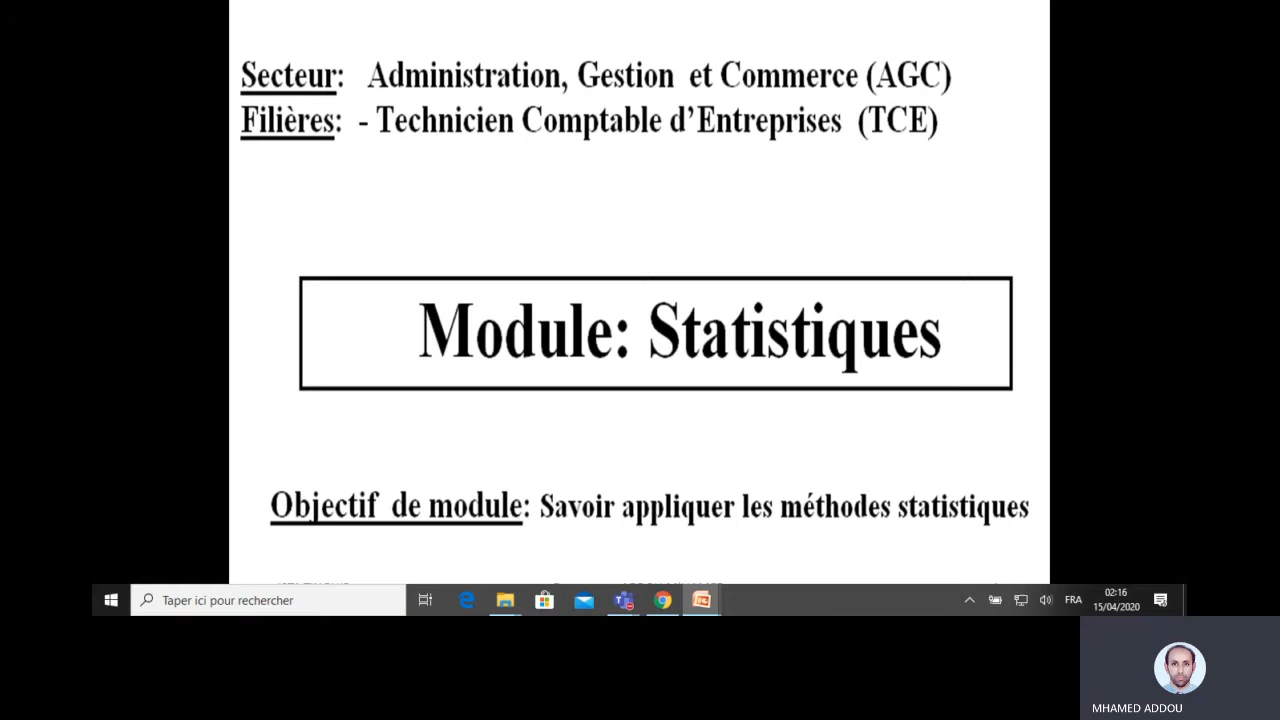 Secteur: Administration, Gestion et Commerce (AGC)
Filières: - Technicien Comptable d’Entreprises (TCE)
Module: Statistiques
Objectif de module: Savoir appliquer les méthodes statistiques
Taper ici pour rechercher
FRA
02:16
15/04/2020
MHAMED ADDOU